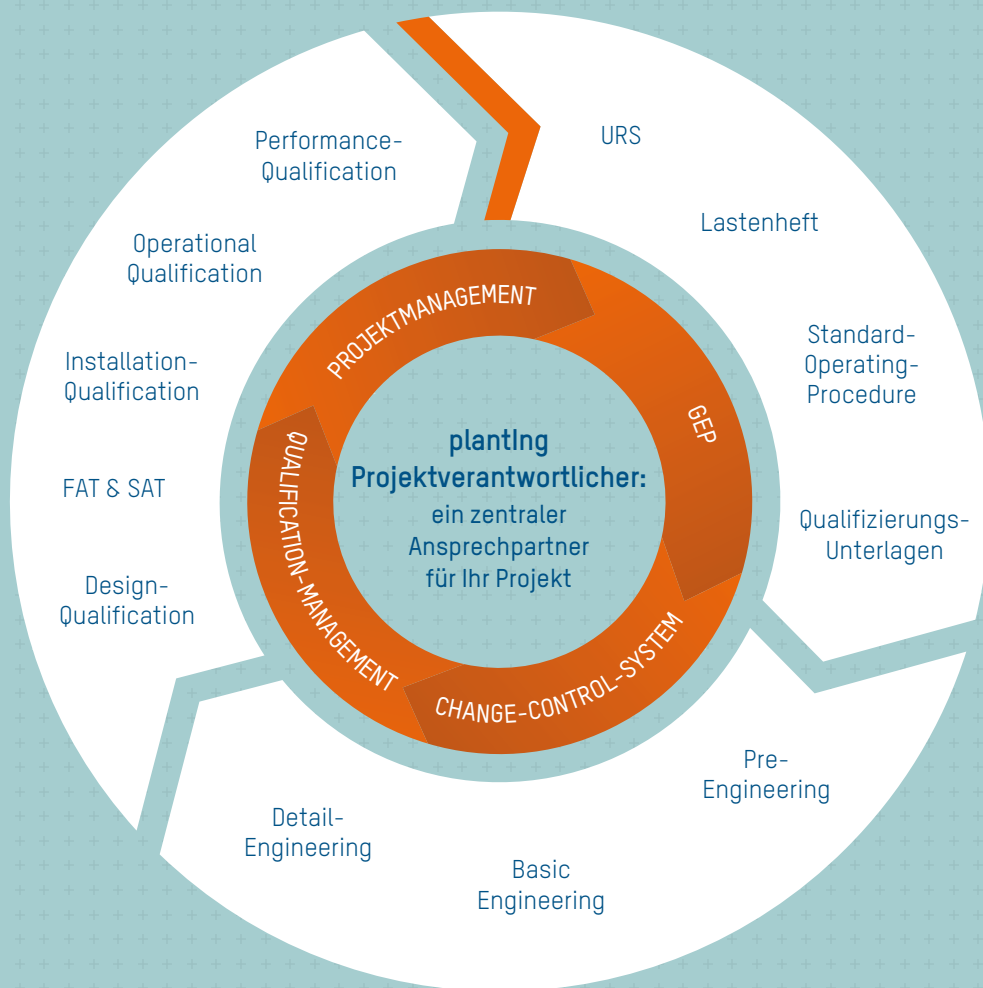 URS
Lastenheft
Standard-
Operating-
Procedure
Qualifizierungs-
Unterlagen
Pre-
Engineering
Basic
Engineering
Detail-
Engineering
Design-
Qualification
FAT & SAT
Installation-
Qualification
Operational
Qualification
Performance-
Qualification
PROJEKTMANAGEMENT
GEP
CHANGE-CONTROL-SYSTEM
QUALIFICATION-MANAGEMENT
plantIng
Projektverantwortlicher:
ein zentraler
Ansprechpartner
für Ihr Projekt